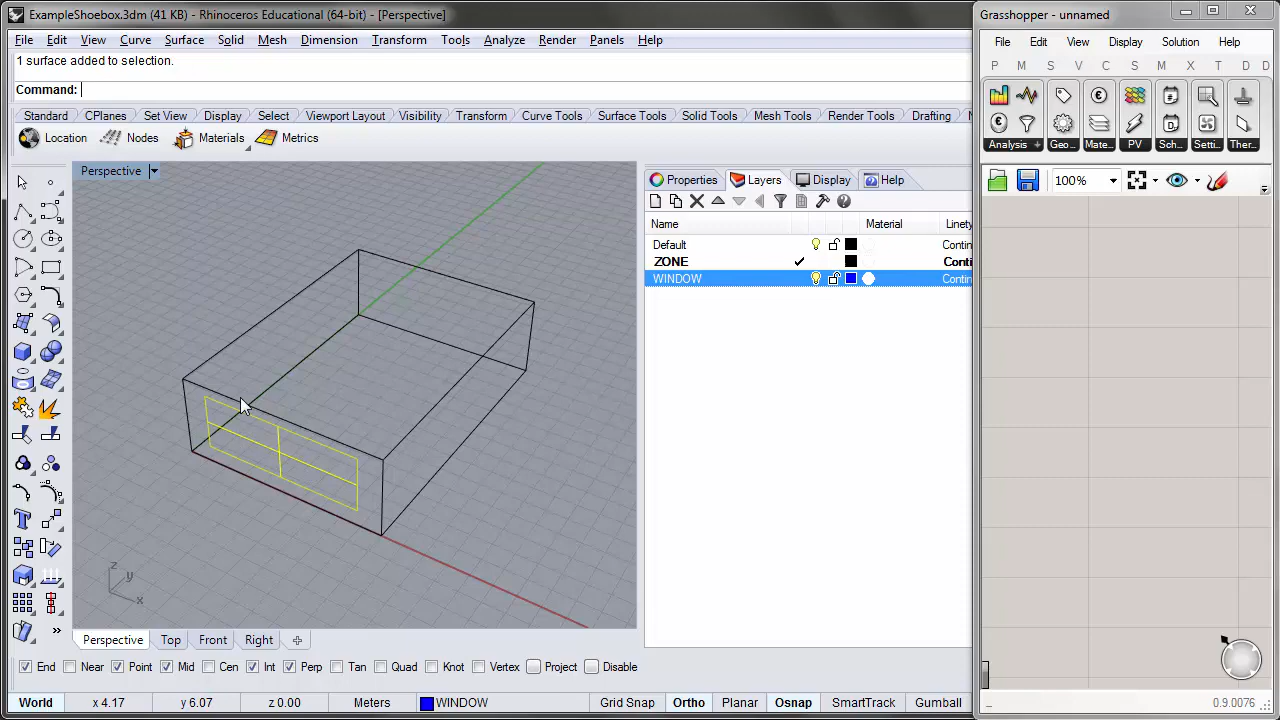 ExampleShoebox.3dm (41 KB) - Rhinoceros Educational (64-bit) - [Perspective]
Grasshopper - unnamed
File Edit View Curve Surface Solid Mesh Dimension Transform Tools Analyze Render Panels Help
File Edit View Display Solution Help
1 surface added to selection.
P M S V C S M X T D D
Command:
Standard CPlanes Set View Display Select Viewport Layout Visibility Transform Curve Tools Surface Tools Solid Tools Mesh Tools Render Tools Drafting
Location Nodes Materials Metrics
Analysis Geo... Mate... PV Sch... Setti... Ther...
Perspective
Properties Layers Display Help
100%
Name Material Linety
Default Contin
ZONE Conti
WINDOW Contin
z
y
x
Perspective Top Front Right
End Near Point Mid Cen Int Perp Tan Quad Knot Vertex Project Disable
World x 4.17 y 6.07 z 0.00 Meters WINDOW Grid Snap Ortho Planar Osnap SmartTrack Gumball
0.9.0076